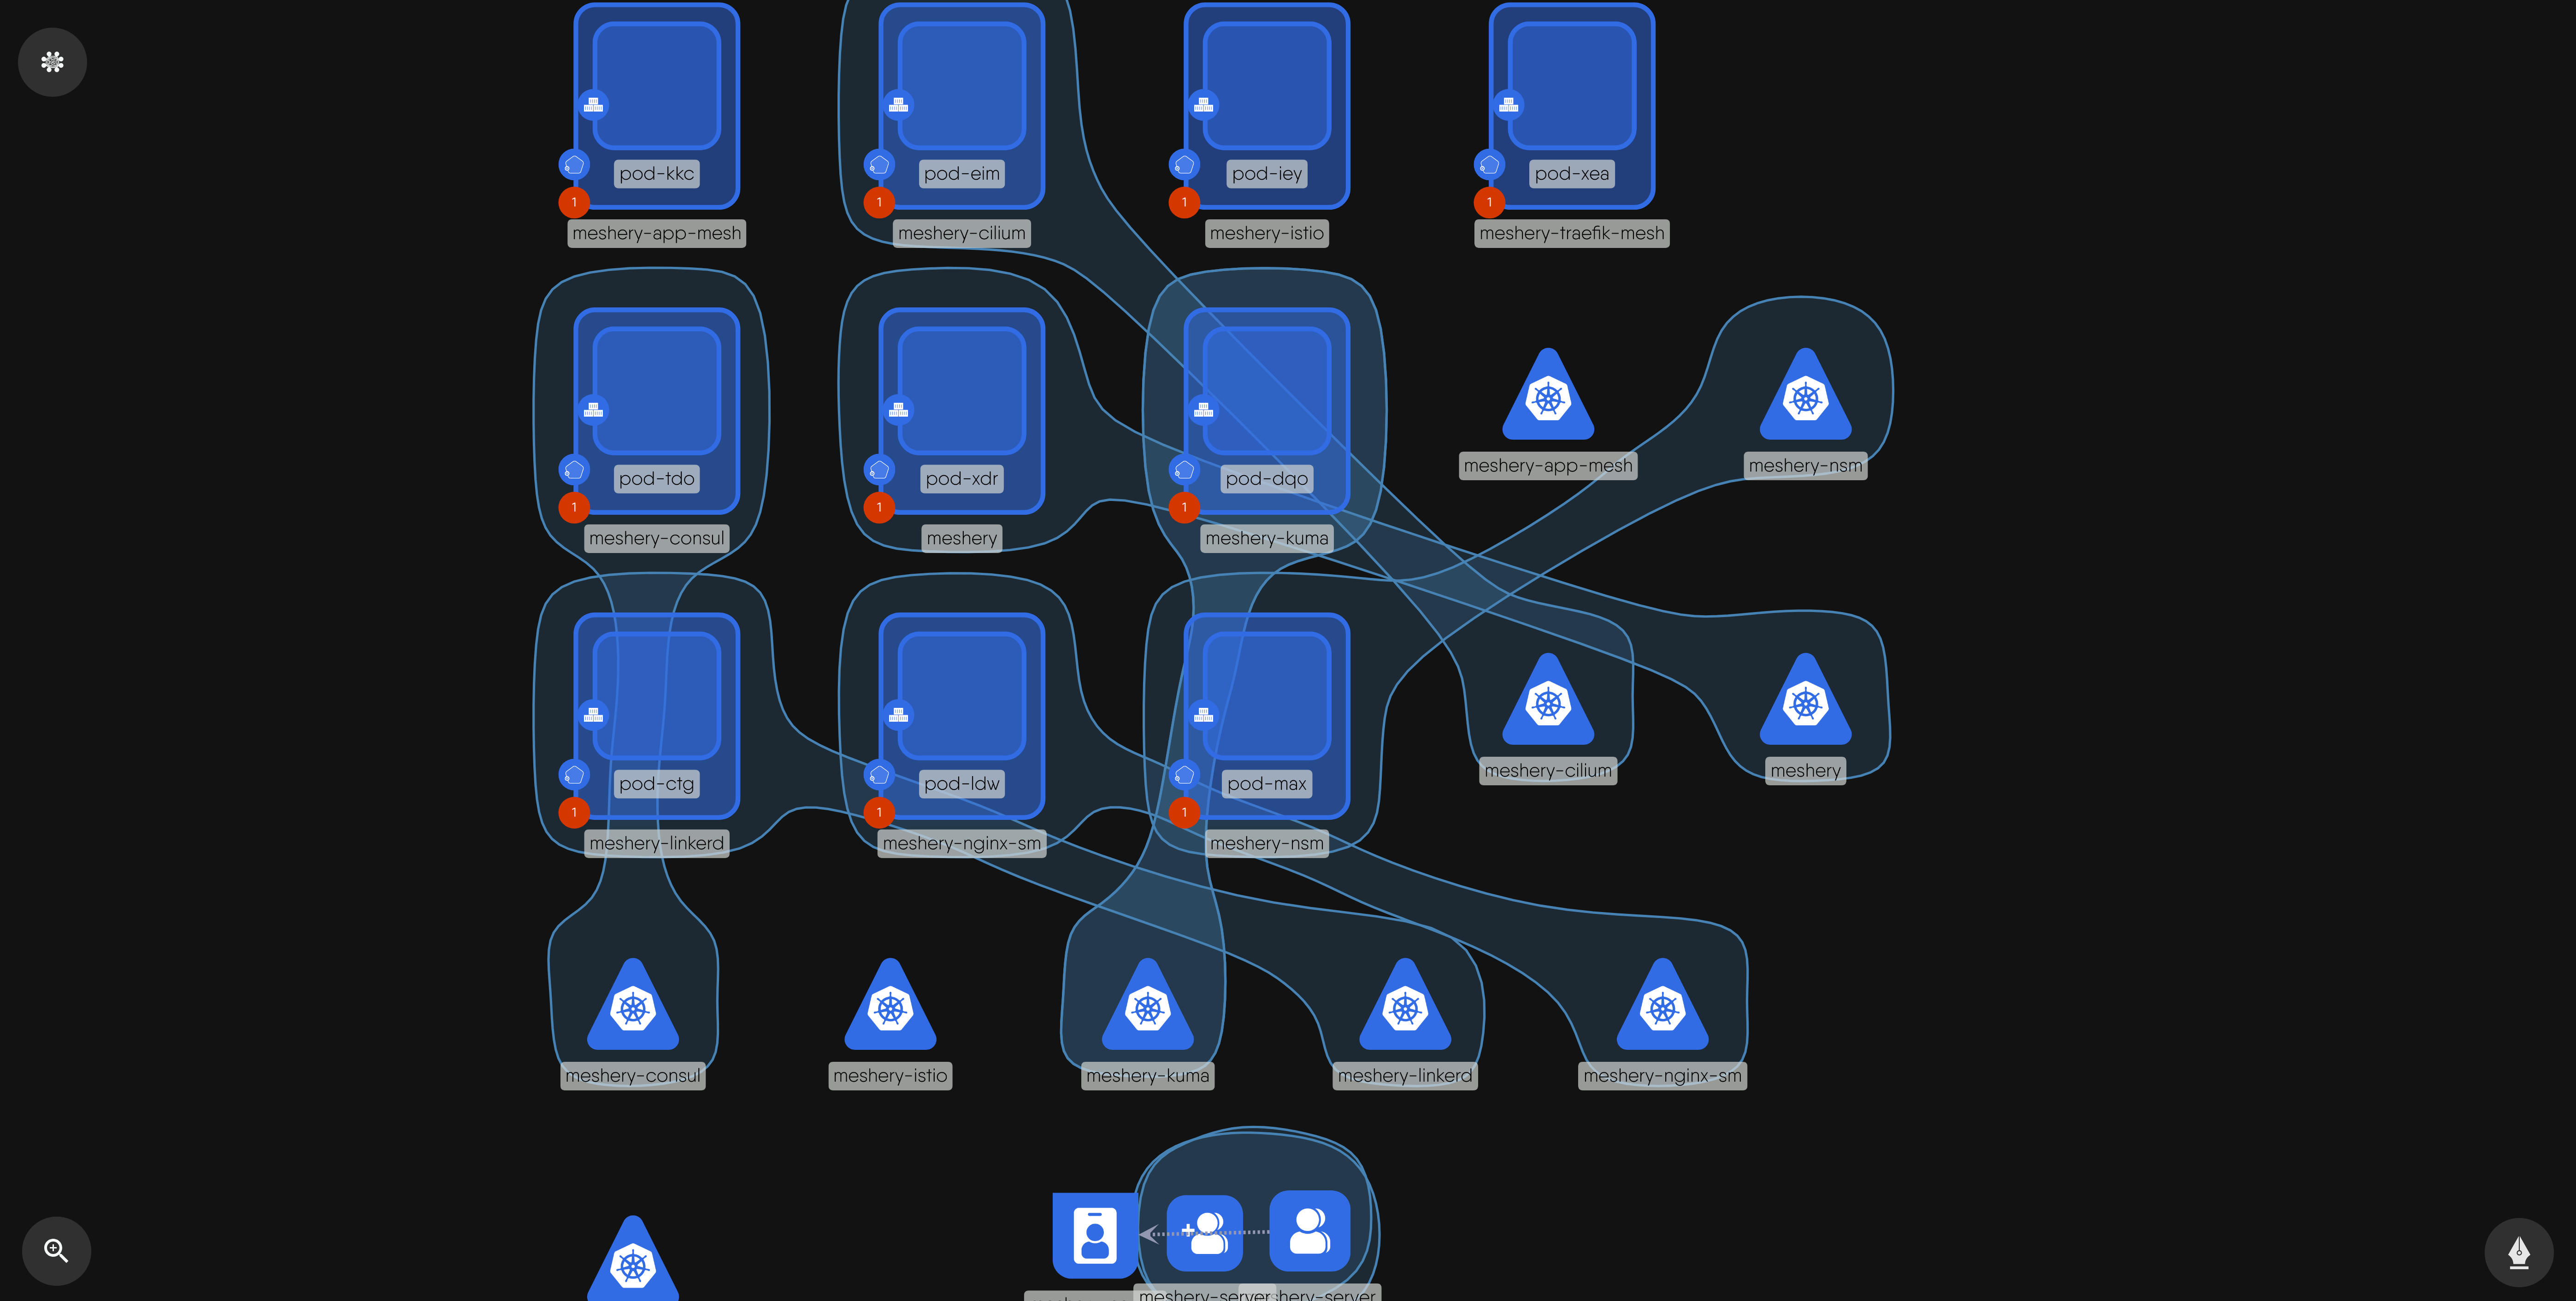 pod-kkc
pod-eim
pod-iey
pod-xea
1
1
1
1
meshery-app-mesh
meshery-cilium
meshery-istio
meshery-traefik-mesh
pod-tdo
pod-xdr
pod-dqo
meshery-app-mesh
meshery-nsm
1
1
1
meshery-consul
meshery
meshery-kuma
pod-ctg
pod-ldw
pod-max
meshery-cilium
meshery
1
1
1
meshery-linkerd
meshery-nginx-sm
meshery-nsm
meshery-consul
meshery-istio
meshery-kuma
meshery-linkerd
meshery-nginx-sm
meshery-server
hery-server